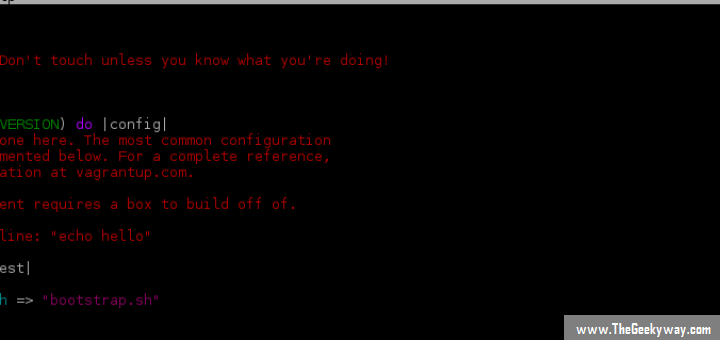 Don't touch unless you know what you're doing!
VERSION) do |config|
one here. The most common configuration
mented below. For a complete reference,
ation at vagrantup.com.
ent requires a box to build off of.
line: "echo hello"
est|
h => "bootstrap.sh"
www.TheGeekyway.com